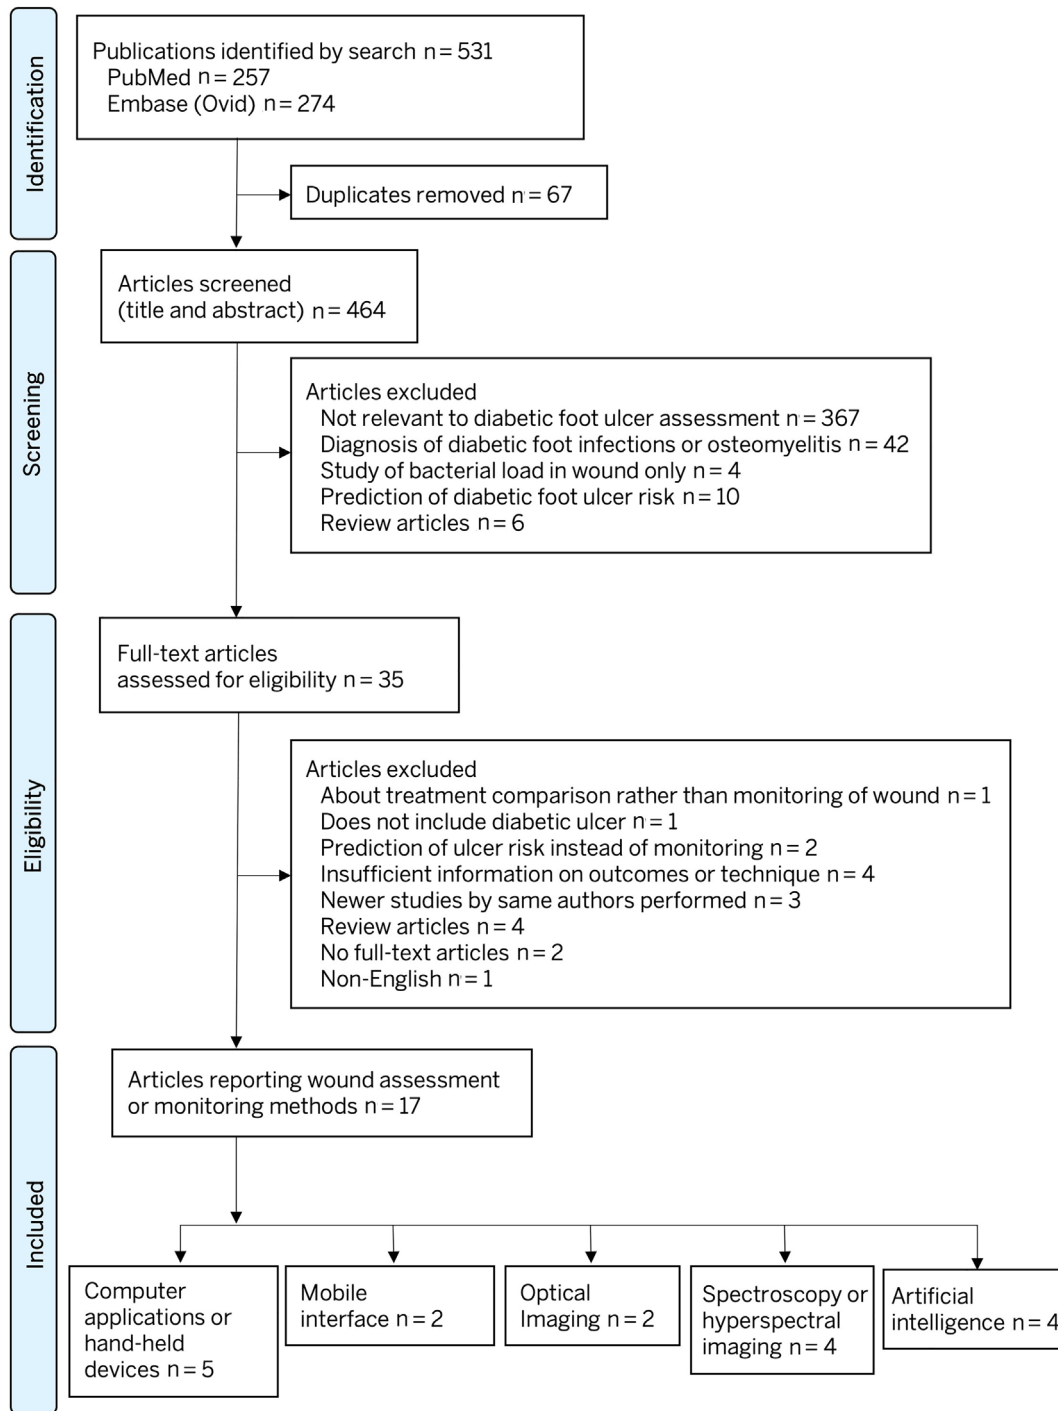 Identification
Publications identified by search n = 531
PubMed n = 257
Embase (Ovid) n = 274
Duplicates removed n = 67
Screening
Articles screened
(title and abstract) n = 464
Articles excluded
Not relevant to diabetic foot ulcer assessment n = 367
Diagnosis of diabetic foot infections or osteomyelitis n = 42
Study of bacterial load in wound only n = 4
Prediction of diabetic foot ulcer risk n = 10
Review articles n = 6
Eligibility
Full-text articles
assessed for eligibility n = 35
Articles excluded
About treatment comparison rather than monitoring of wound n = 1
Does not include diabetic ulcer n = 1
Prediction of ulcer risk instead of monitoring n = 2
Insufficient information on outcomes or technique n = 4
Newer studies by same authors performed n = 3
Review articles n = 4
No full-text articles n = 2
Non-English n = 1
Included
Articles reporting wound assessment
or monitoring methods n = 17
Computer
applications or
hand-held
devices n = 5
Mobile
interface n = 2
Optical
Imaging n = 2
Spectroscopy or
hyperspectral
imaging n = 4
Artificial
intelligence n = 4